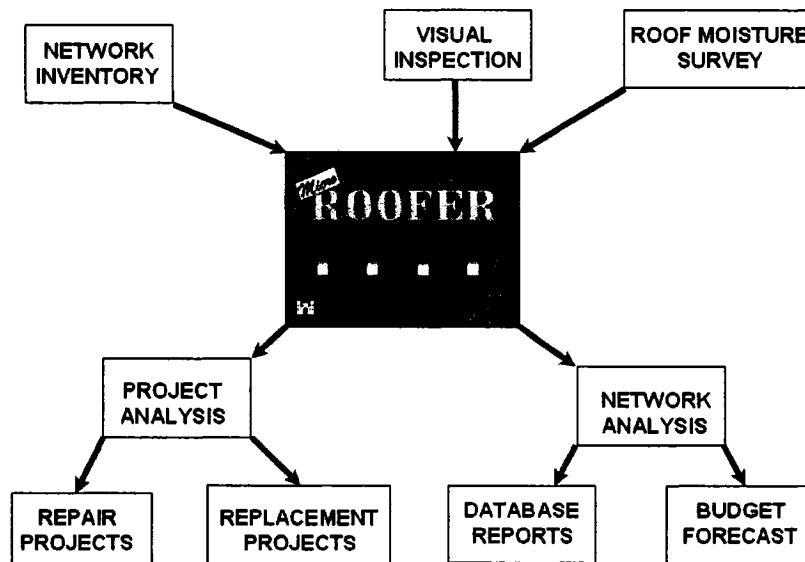 NETWORK
INVENTORY
VISUAL
INSPECTION
ROOF MOISTURE
SURVEY
Micro
ROOFER
PROJECT
ANALYSIS
NETWORK
ANALYSIS
REPAIR
PROJECTS
REPLACEMENT
PROJECTS
DATABASE
REPORTS
BUDGET
FORECAST